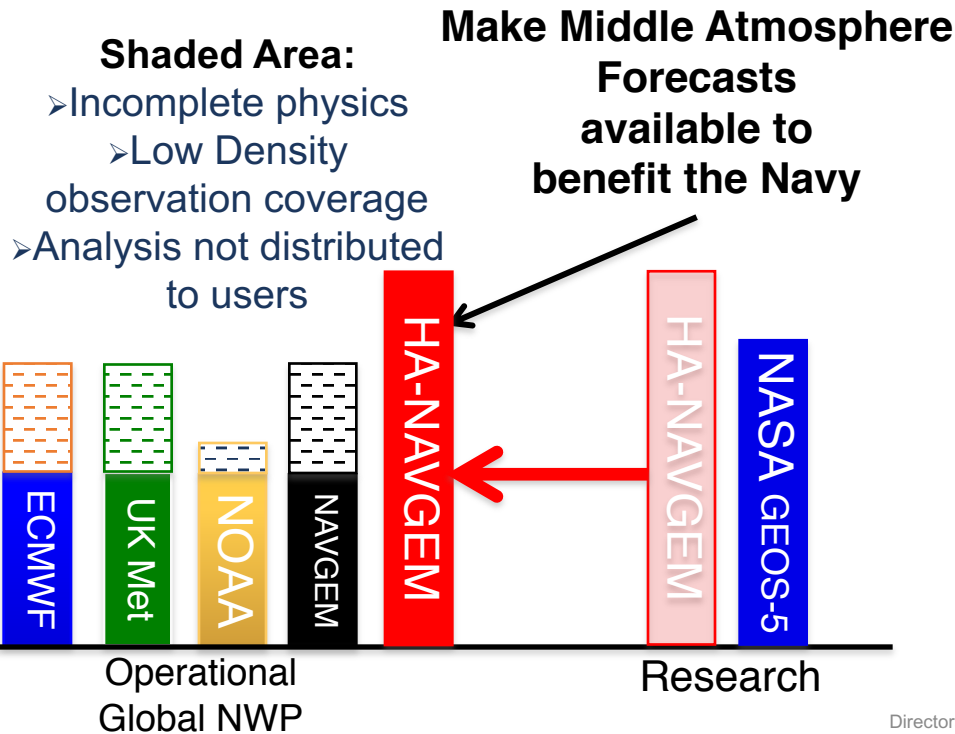 Make Middle Atmosphere
Forecasts
available to
benefit the Navy
Shaded Area:
➢Incomplete physics
➢Low Density
observation coverage
➢Analysis not distributed
to users
ECMWF
UK Met
NOAA
NAVGEM
HA-NAVGEM
HA-NAVGEM
NASA GEOS-5
Operational
Global NWP
Research
Director